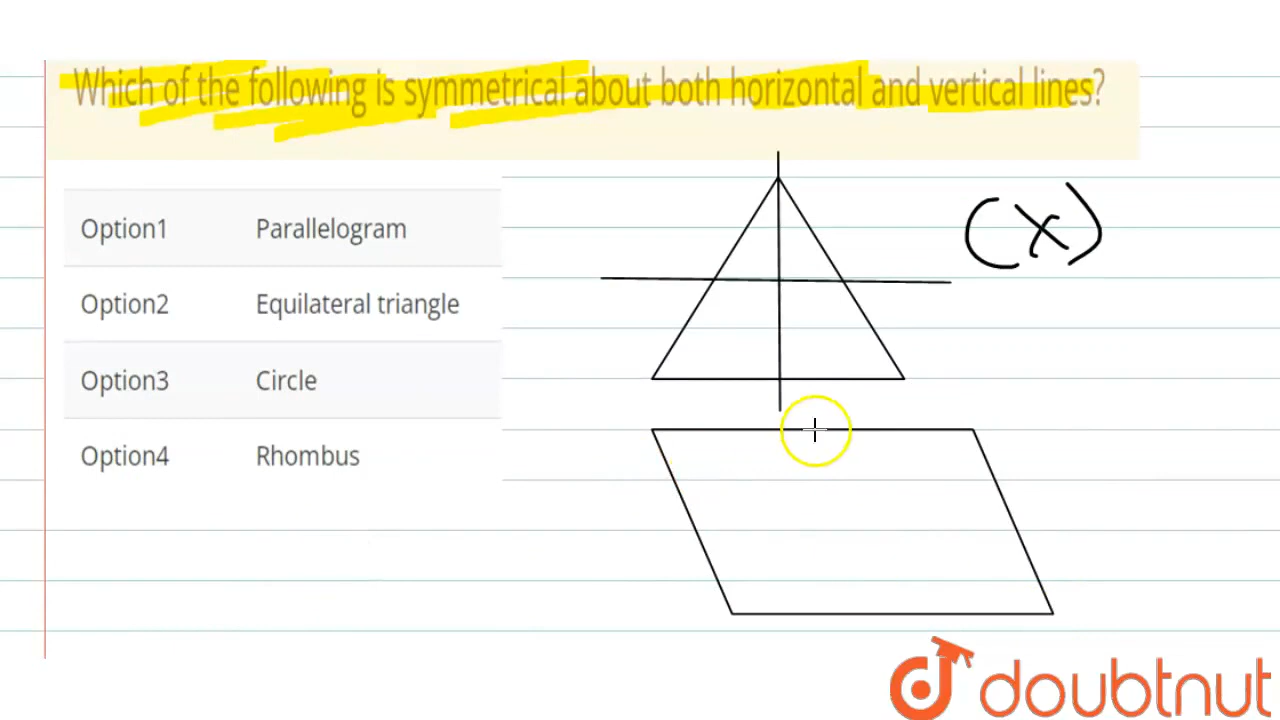 Which of the following is symmetrical about both horizontal and vertical lines?
Option1 Parallelogram
(x)
Option2 Equilateral triangle
Option3 Circle
Option4 Rhombus
doubtnut